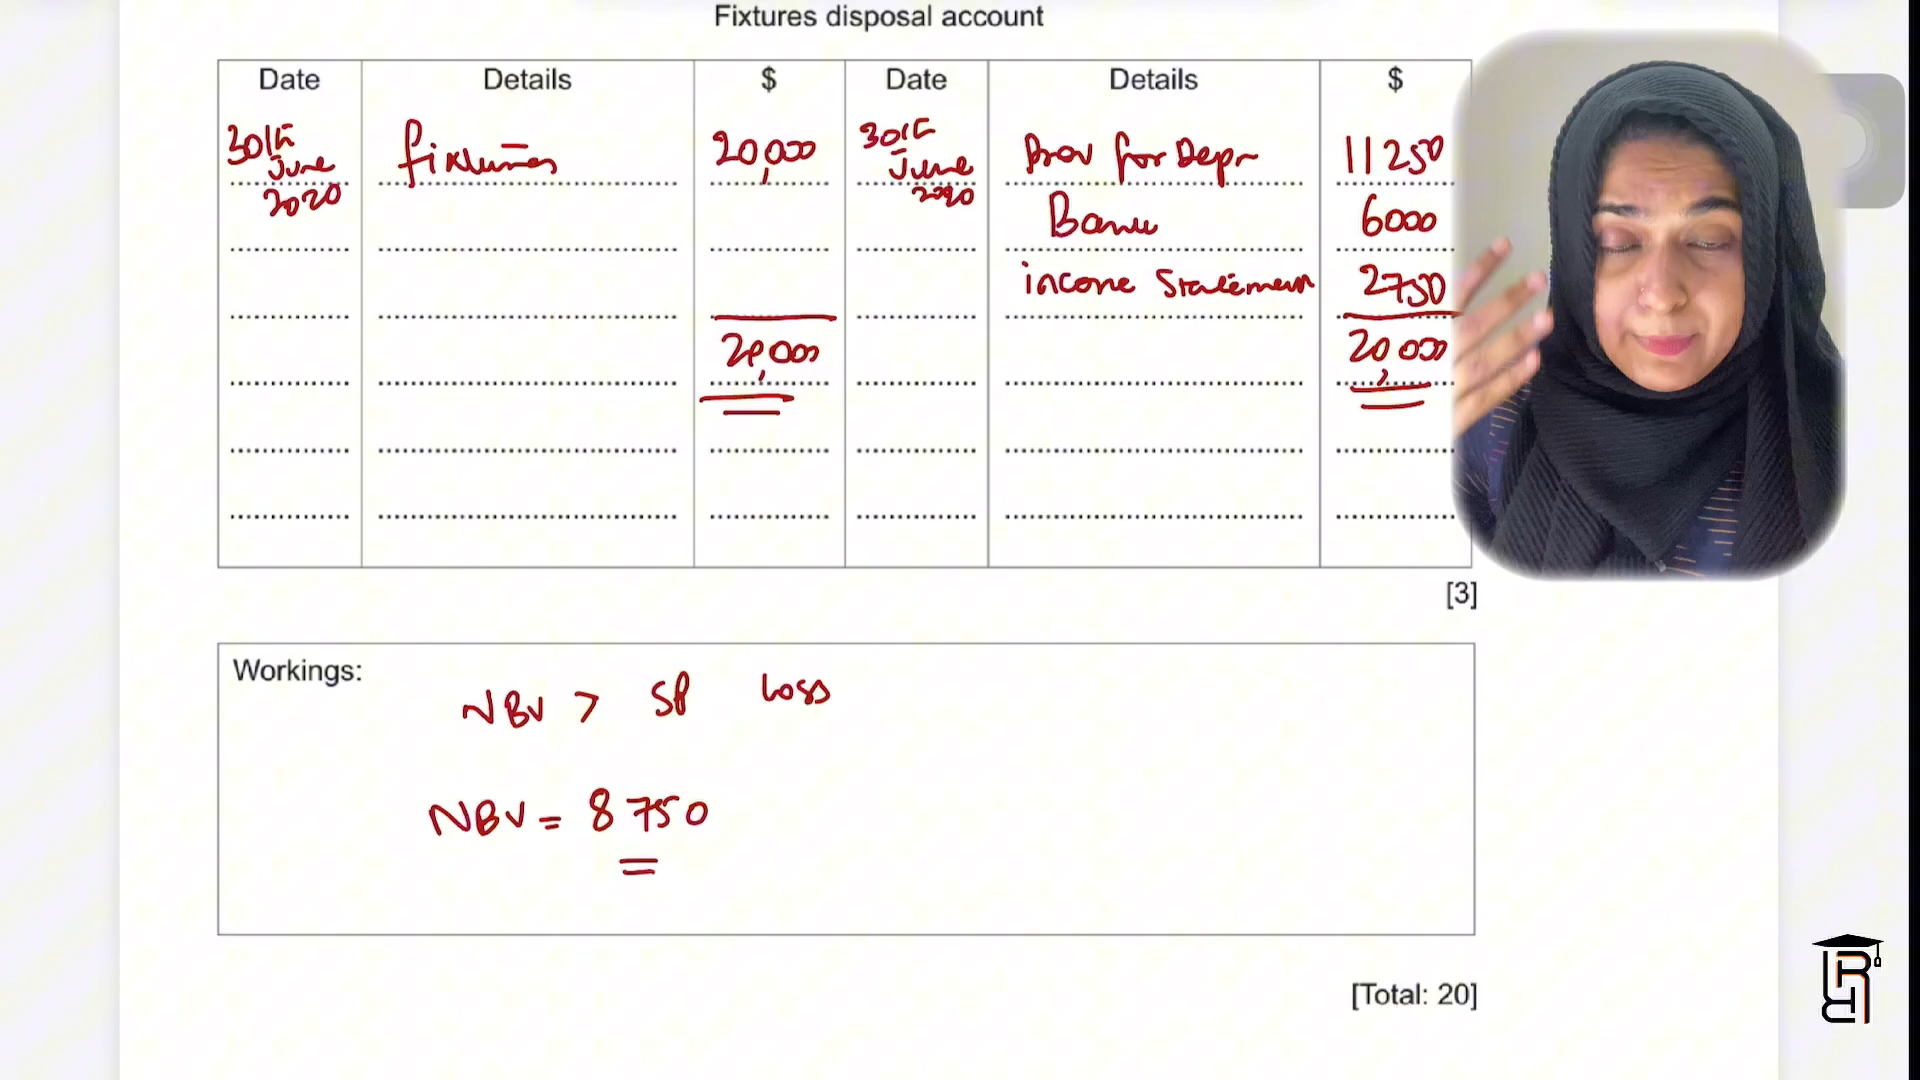 Fixtures disposal account
Date Details $ Date Details $
30th June 2020 fixtures 20,000 30th June 2020 Prov for Depr 11250
Bank 6000
income Statement 2750
20,000 20,000
[3]
Workings:
NBV > SP Loss
NBV = 8750
[Total: 20]